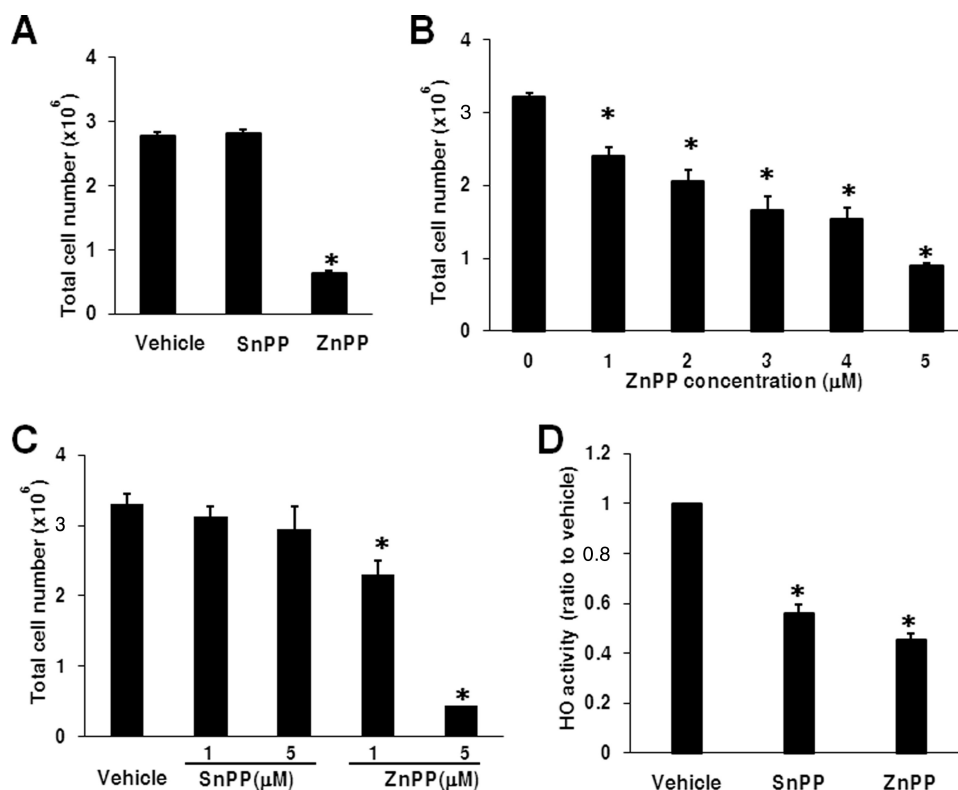 A
Total cell number (x10⁶)
4
3
2
1
0
*
Vehicle SnPP ZnPP
B
Total cell number (x10⁶)
4
3
2
1
0
* * * * *
0 1 2 3 4 5
ZnPP concentration (μM)
C
Total cell number (x10⁶)
4
3
2
1
0
* *
1 5 1 5
Vehicle SnPP(μM) ZnPP(μM)
D
HO activity (ratio to vehicle)
1.2
1
0.8
0.6
0.4
0.2
0
* *
Vehicle SnPP ZnPP